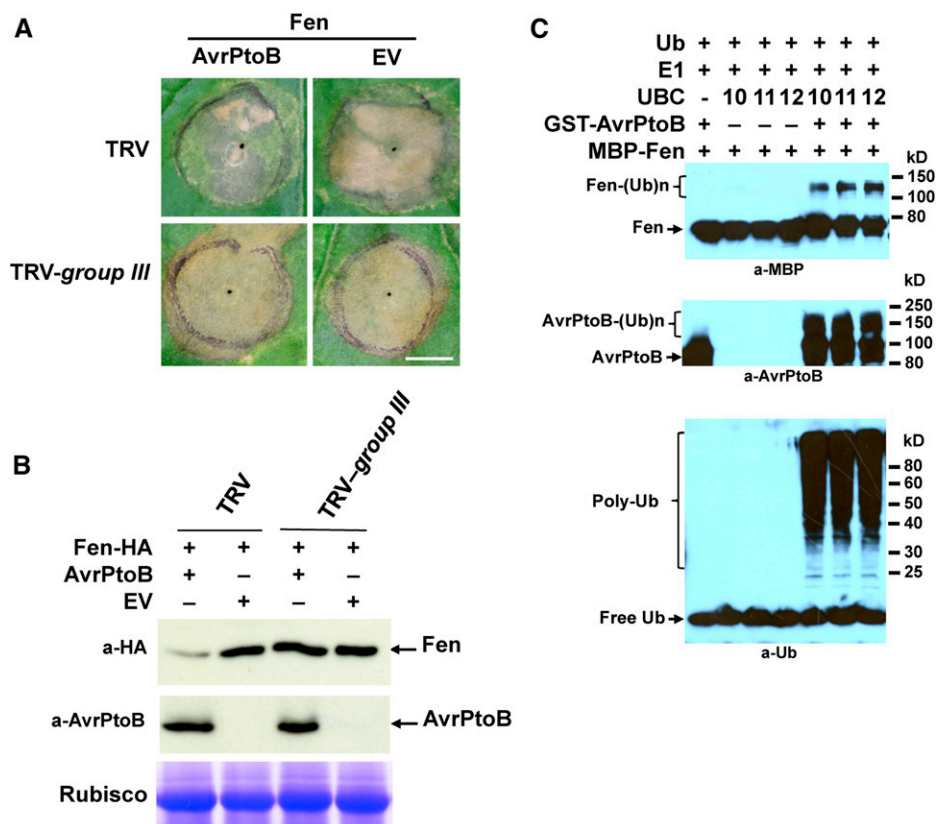 A
Fen
AvrPtoB EV
TRV
TRV-group III
B
TRV TRV-group III
Fen-HA + + + +
AvrPtoB + – + –
EV – + – +
a-HA Fen
a-AvrPtoB AvrPtoB
Rubisco
C
Ub + + + + + + +
E1 + + + + + + +
UBC - 10 11 12 10 11 12
GST-AvrPtoB + – – – + + +
MBP-Fen + + + + + + +
kD
Fen-(Ub)n 150
100
80
Fen
a-MBP
kD
AvrPtoB-(Ub)n 250
150
100
AvrPtoB 80
a-AvrPtoB
kD
Poly-Ub 80
60
50
40
30
25
Free Ub
a-Ub